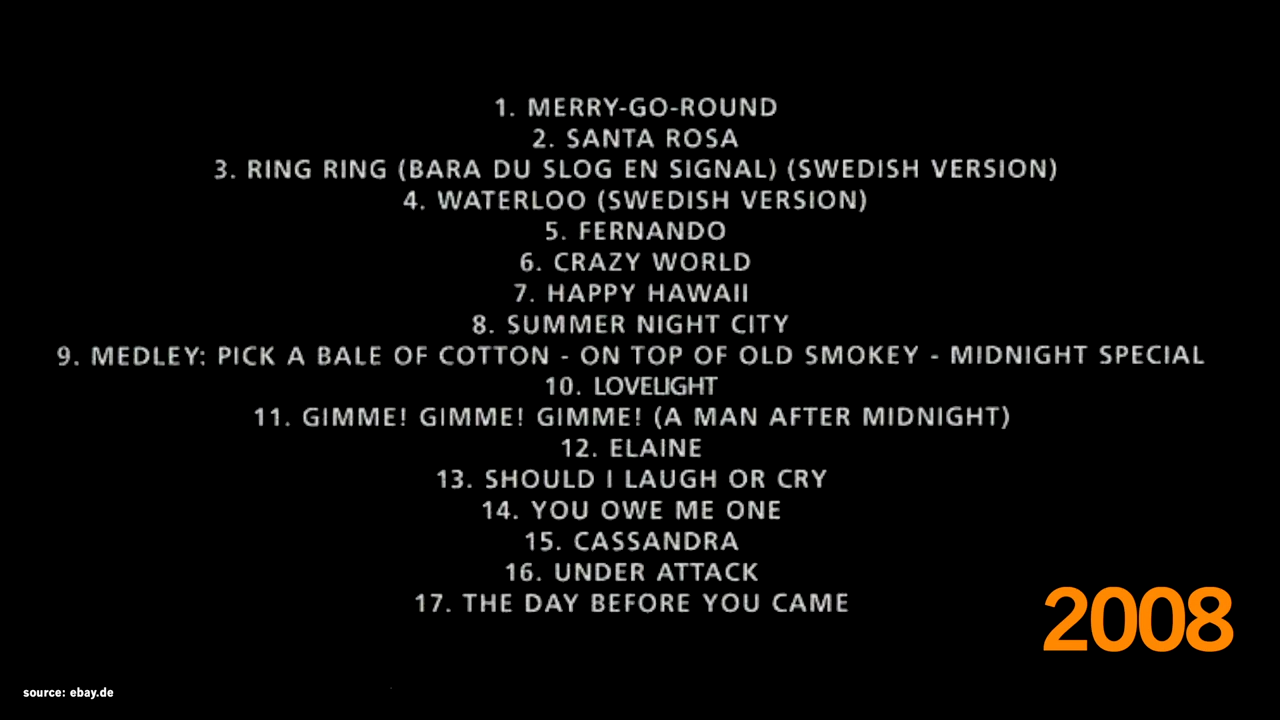 1. MERRY-GO-ROUND
2. SANTA ROSA
3. RING RING (BARA DU SLOG EN SIGNAL) (SWEDISH VERSION)
4. WATERLOO (SWEDISH VERSION)
5. FERNANDO
6. CRAZY WORLD
7. HAPPY HAWAII
8. SUMMER NIGHT CITY
9. MEDLEY: PICK A BALE OF COTTON - ON TOP OF OLD SMOKEY - MIDNIGHT SPECIAL
10. LOVELIGHT
11. GIMME! GIMME! GIMME! (A MAN AFTER MIDNIGHT)
12. ELAINE
13. SHOULD I LAUGH OR CRY
14. YOU OWE ME ONE
15. CASSANDRA
16. UNDER ATTACK
17. THE DAY BEFORE YOU CAME
2008
source: ebay.de